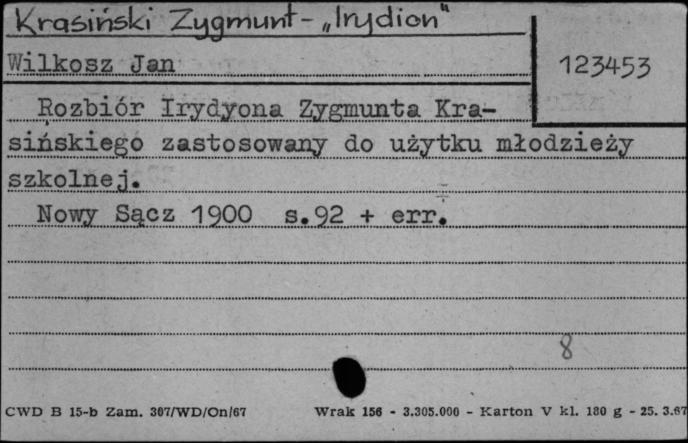 Krasiński Zygmunt - „Irydion"
Wilkosz Jan
123453
Rozbiór Irydyona Zygmunta Kra-
sińskiego zastosowany do użytku młodzieży
szkolnej.
Nowy Sącz 1900 s.92 + err.
8
CWD B 15-b Zam. 307/WD/On/67 Wrak 156 - 3.305.000 - Karton V kl. 180 g - 25. 3.67